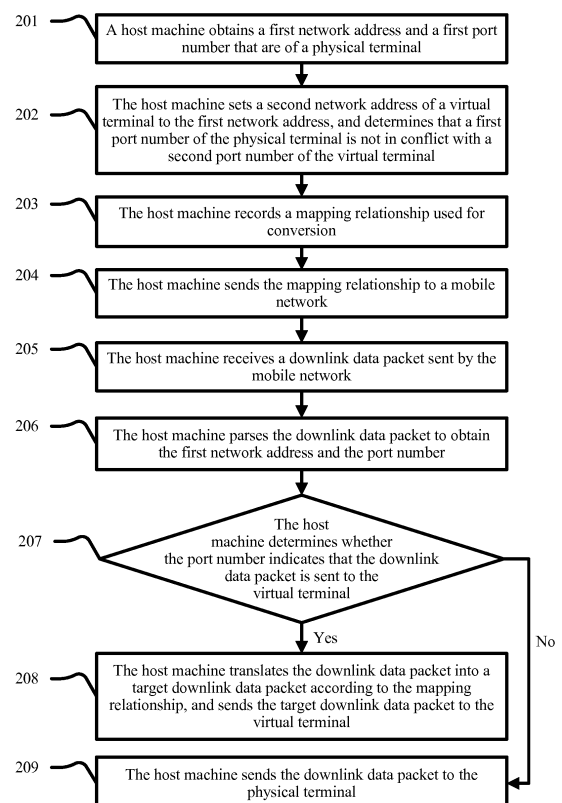 201
A host machine obtains a first network address and a first port
number that are of a physical terminal
202
The host machine sets a second network address of a virtual
terminal to the first network address, and determines that a first
port number of the physical terminal is not in conflict with a
second port number of the virtual terminal
203
The host machine records a mapping relationship used for
conversion
204
The host machine sends the mapping relationship to a mobile
network
205
The host machine receives a downlink data packet sent by the
mobile network
206
The host machine parses the downlink data packet to obtain
the first network address and the port number
207
The host
machine determines whether
the port number indicates that the downlink
data packet is sent to the
virtual terminal
Yes
No
208
The host machine translates the downlink data packet into a
target downlink data packet according to the mapping
relationship, and sends the target downlink data packet to the
virtual terminal
209
The host machine sends the downlink data packet to the
physical terminal